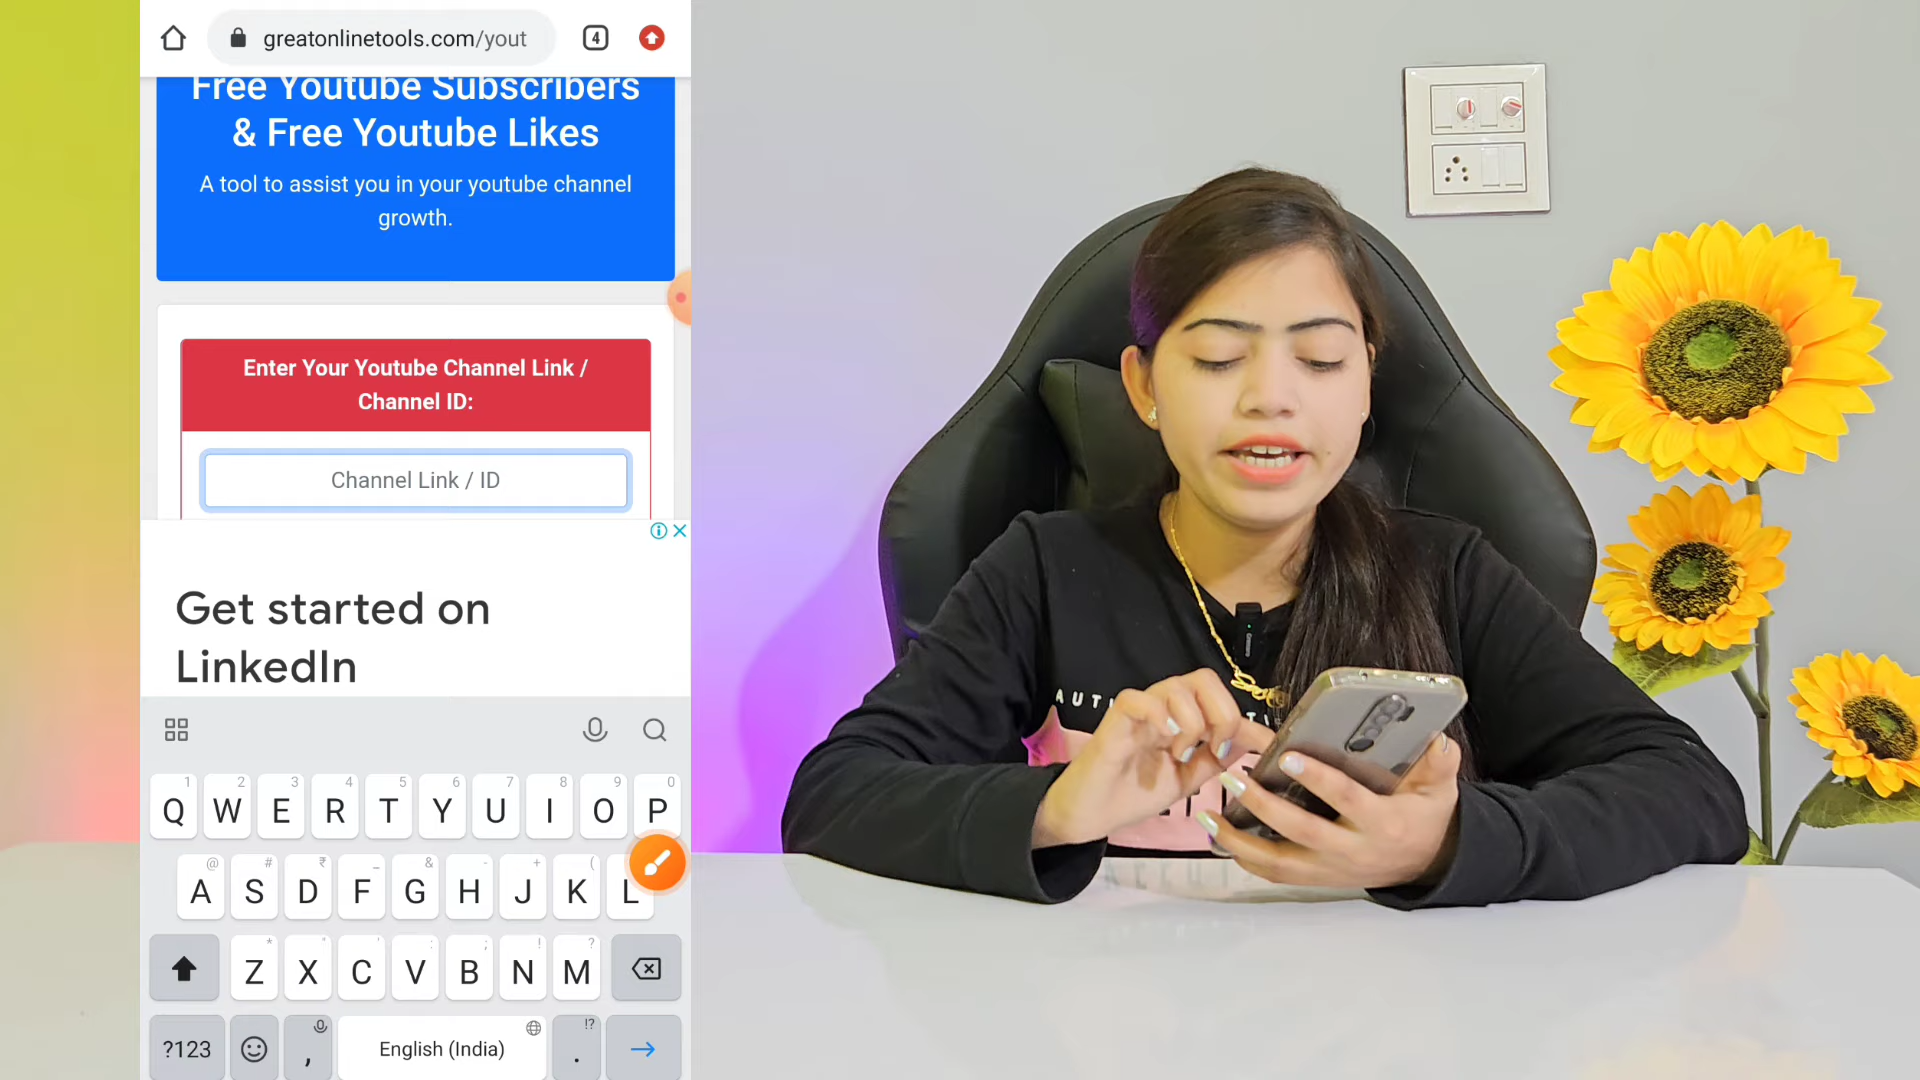 greatonlinetools.com/yout
4
Free Youtube Subscribers
& Free Youtube Likes
A tool to assist you in your youtube channel
growth.
Enter Your Youtube Channel Link /
Channel ID:
Channel Link / ID
Get started on
LinkedIn
1 2 3 4 5 6 7 8 9 0
Q W E R T Y U I O P
@ # ₹ _ & - + (
A S D F G H J K L
* " ' : ; ! ?
Z X C V B N M
!?
?123 , English (India) .